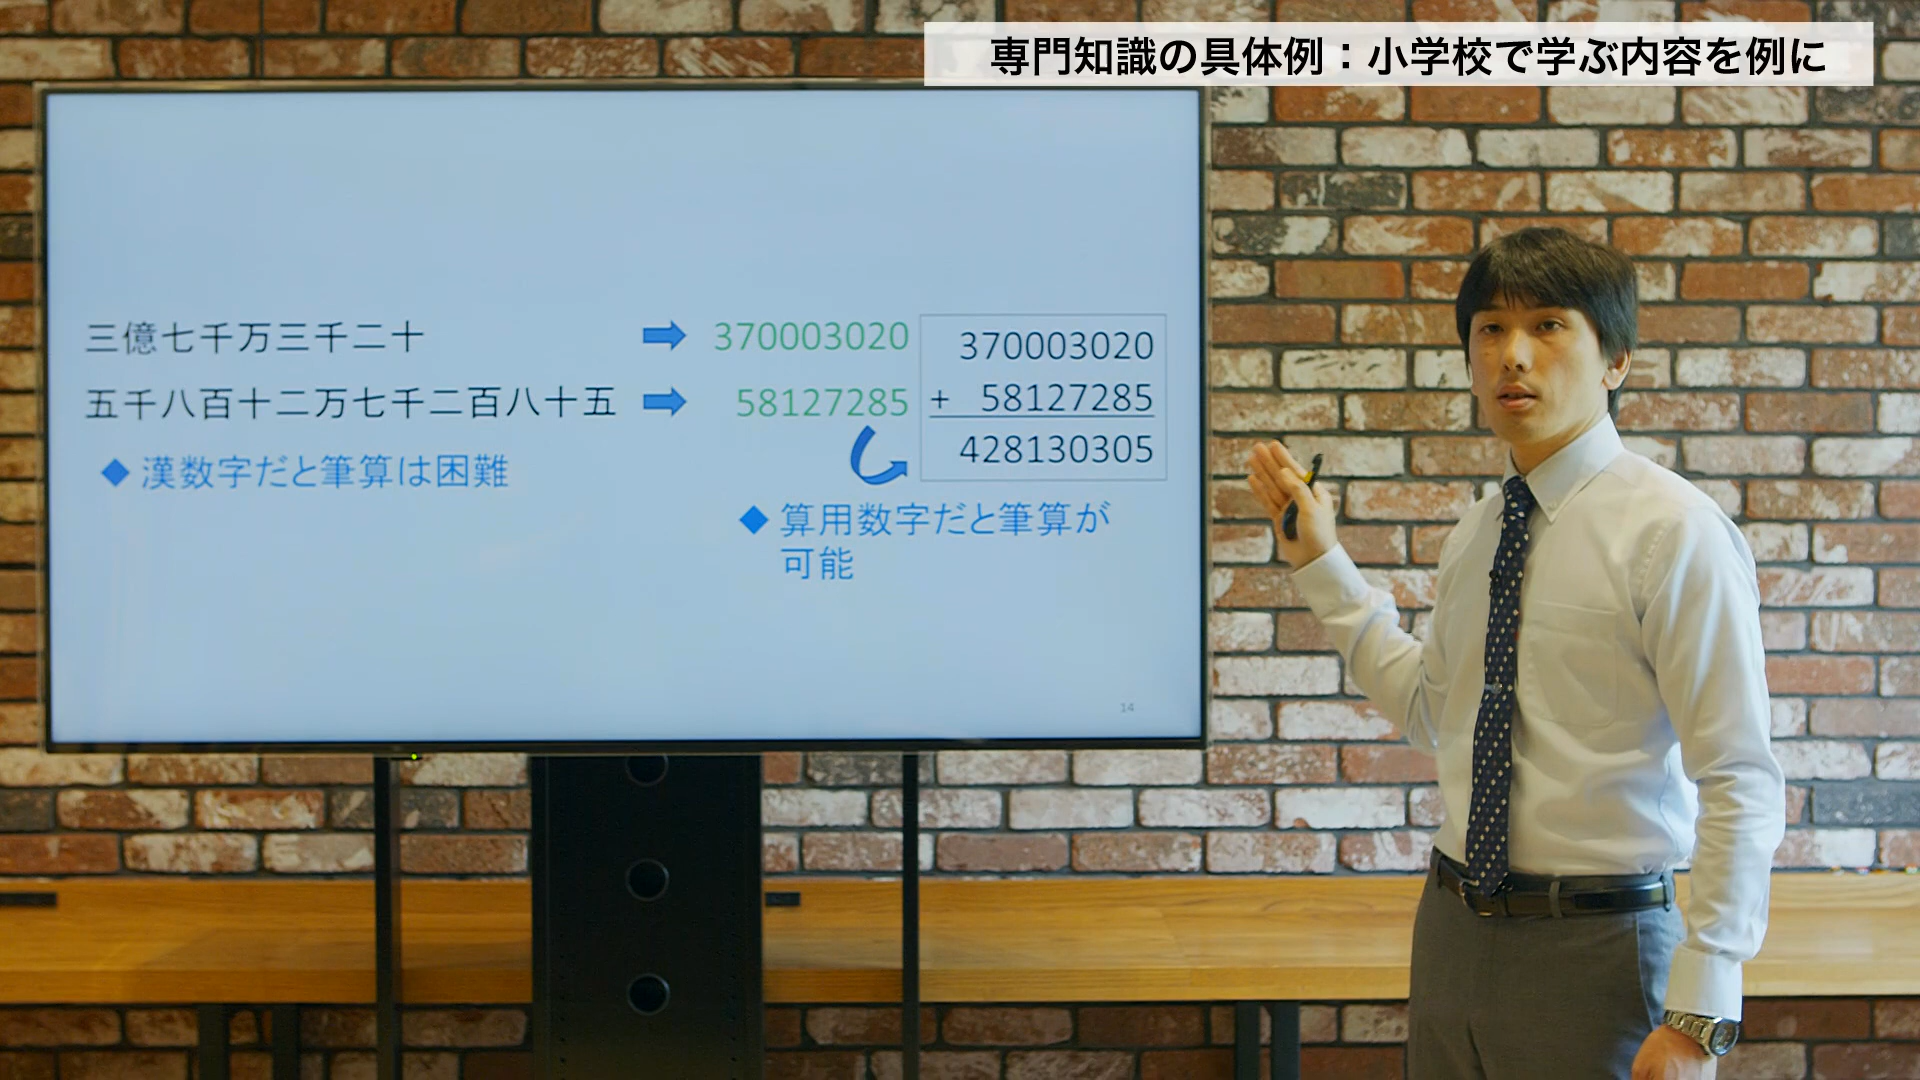 専門知識の具体例：小学校で学ぶ内容を例に
三億七千万三千二十
370003020
五千八百十二万七千二百八十五
58127285
370003020
+ 58127285
428130305
◆ 漢数字だと筆算は困難
◆ 算用数字だと筆算が
可能
14